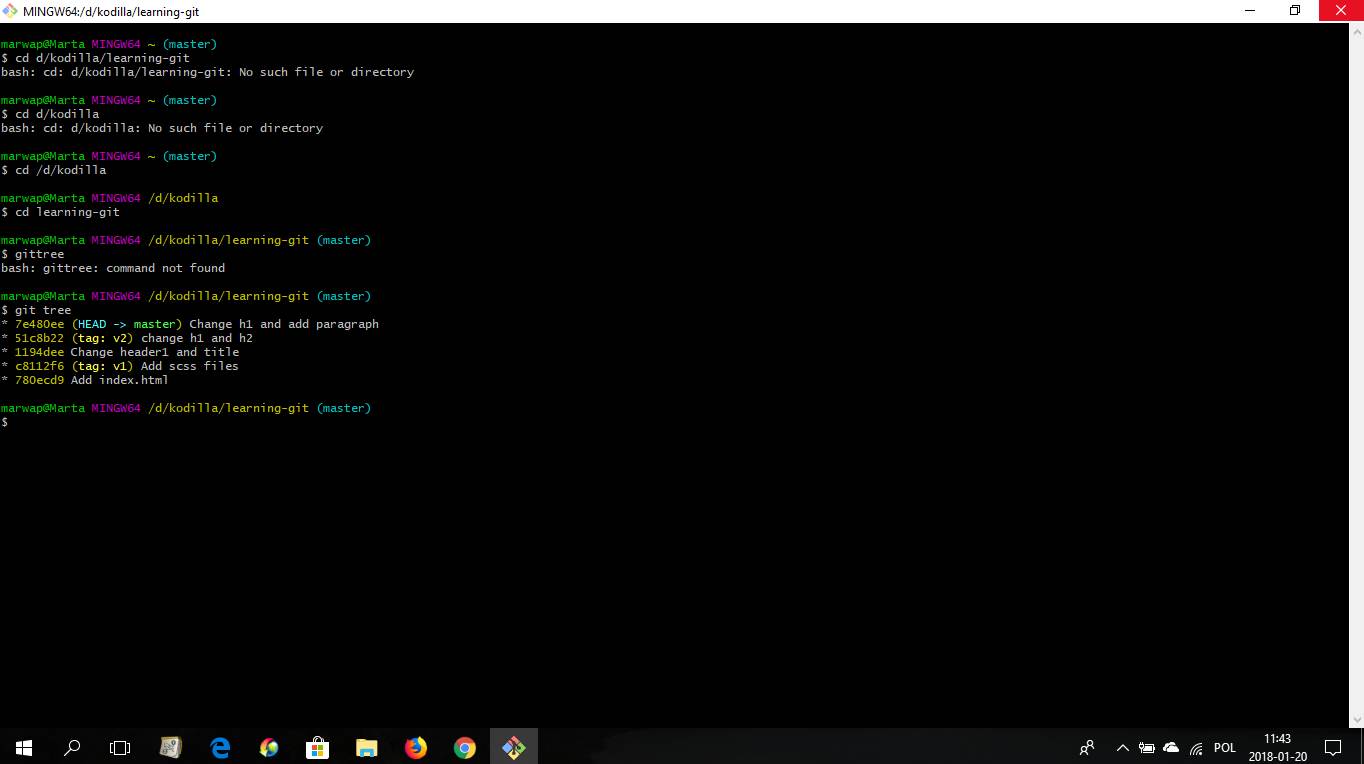 MINGW64:/d/kodilla/learning-git
marwap@Marta MINGW64 ~ (master)
$ cd d/kodilla/learning-git
bash: cd: d/kodilla/learning-git: No such file or directory
marwap@Marta MINGW64 ~ (master)
$ cd d/kodilla
bash: cd: d/kodilla: No such file or directory
marwap@Marta MINGW64 ~ (master)
$ cd /d/kodilla
marwap@Marta MINGW64 /d/kodilla
$ cd learning-git
marwap@Marta MINGW64 /d/kodilla/learning-git (master)
$ gittree
bash: gittree: command not found
marwap@Marta MINGW64 /d/kodilla/learning-git (master)
$ git tree
* 7e480ee (HEAD -> master) Change h1 and add paragraph
* 51c8b22 (tag: v2) change h1 and h2
* 1194dee Change header1 and title
* c8112f6 (tag: v1) Add scss files
* 780ecd9 Add index.html
marwap@Marta MINGW64 /d/kodilla/learning-git (master)
$
POL
11:43
2018-01-20